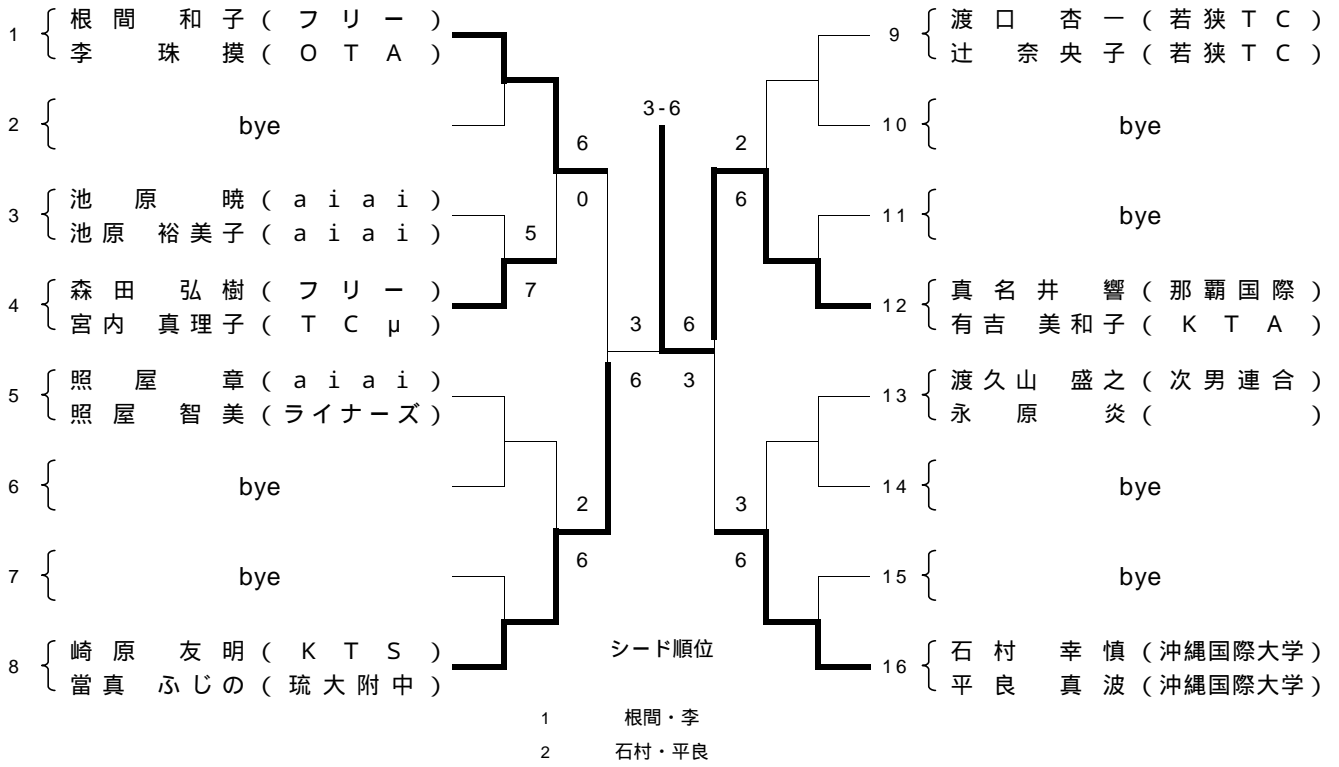 1 根間 和子 ( フリー )
李 珠摸 ( OTA )
2 bye
3 池原 暁 ( aiai )
池原 裕美子 ( aiai )
4 森田 弘樹 ( フリー )
宮内 真理子 ( TCμ )
5 照屋 章 ( aiai )
照屋 智美 ( ライナーズ )
6 bye
7 bye
8 崎原 友明 ( KTS )
當真 ふじの ( 琉大附中 )
6
0
5
7
2
6
3
6
3-6
6
3
2
6
3
6
9 渡口 杏一 ( 若狭TC )
辻 奈央子 ( 若狭TC )
10 bye
11 bye
12 真名井 響 ( 那覇国際 )
有吉 美和子 ( KTA )
13 渡久山 盛之 ( 次男連合 )
永原 炎 ( )
14 bye
15 bye
16 石村 幸慎 ( 沖縄国際大学 )
平良 真波 ( 沖縄国際大学 )
シード順位
1 根間・李
2 石村・平良